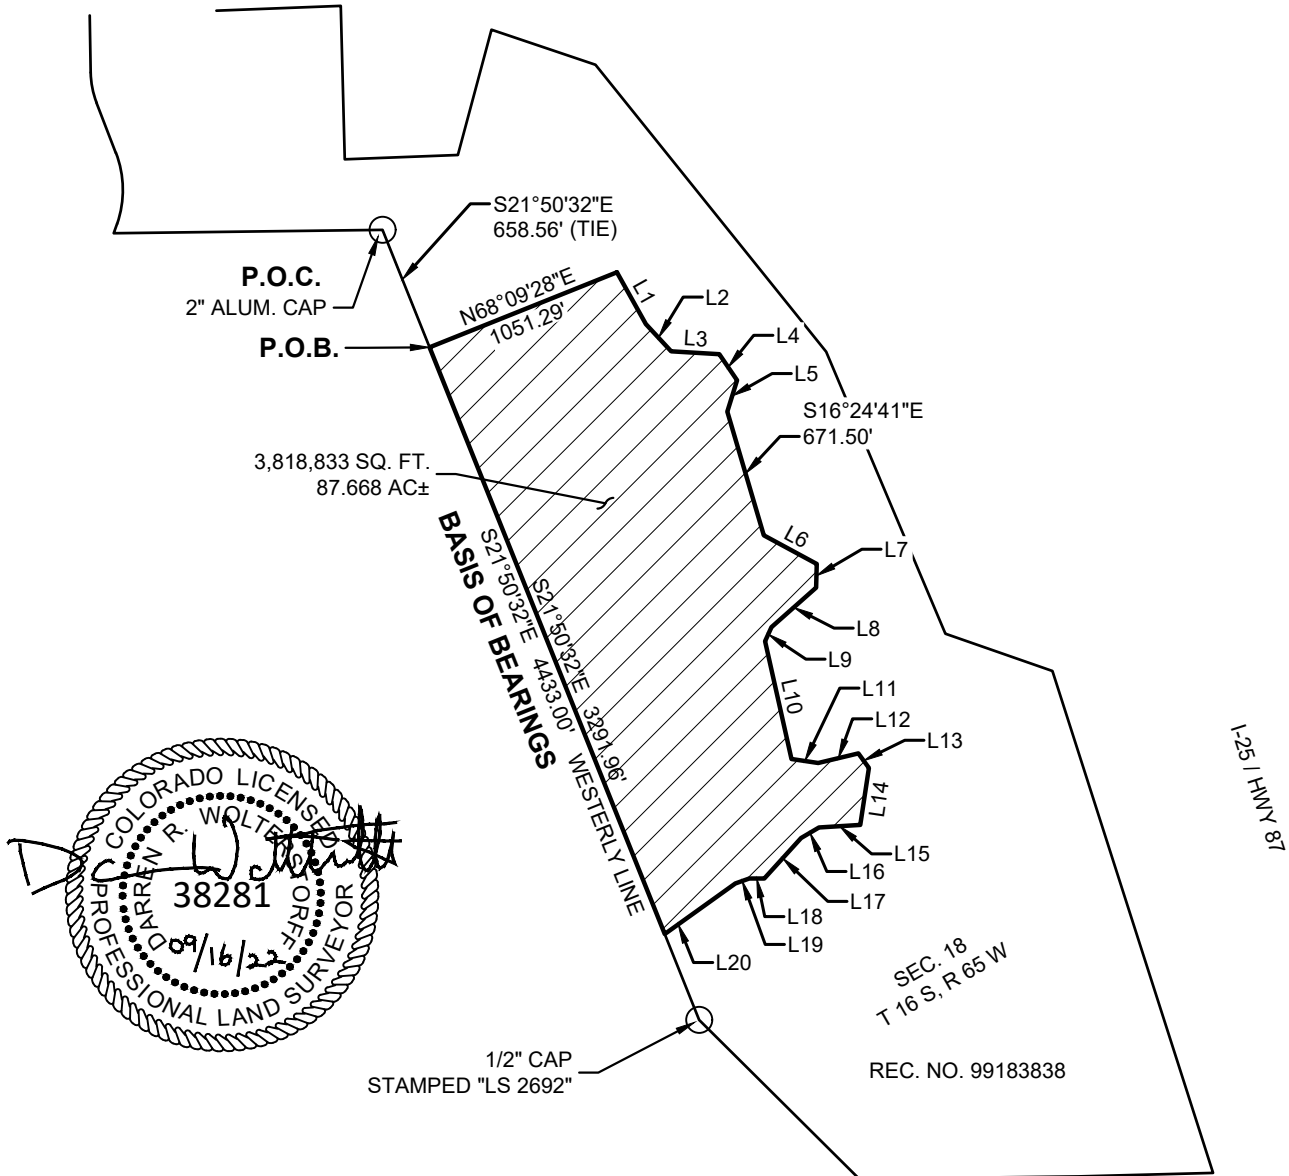 S21°50'32"E
658.56' (TIE)
P.O.C.
2" ALUM. CAP
N68°09'28"E
1051.29'
L1
L2
P.O.B.
L3
L4
L5
S16°24'41"E
671.50'
3,818,833 SQ. FT.
87.668 AC±
L6
L7
BASIS OF BEARINGS
S21°50'32"E 4433.00' WESTERLY LINE
S21°50'32"E 3291.96'
L8
L9
L10
L11
L12
L13
L14
I-25 / HWY 87
L15
L16
L17
L18
L19
L20
COLORADO LICENSED
DARREN R. WOLTERSTORFF
38281
09/16/22
PROFESSIONAL LAND SURVEYOR
SEC. 18
T 16 S, R 65 W
1/2" CAP
STAMPED "LS 2692"
REC. NO. 99183838